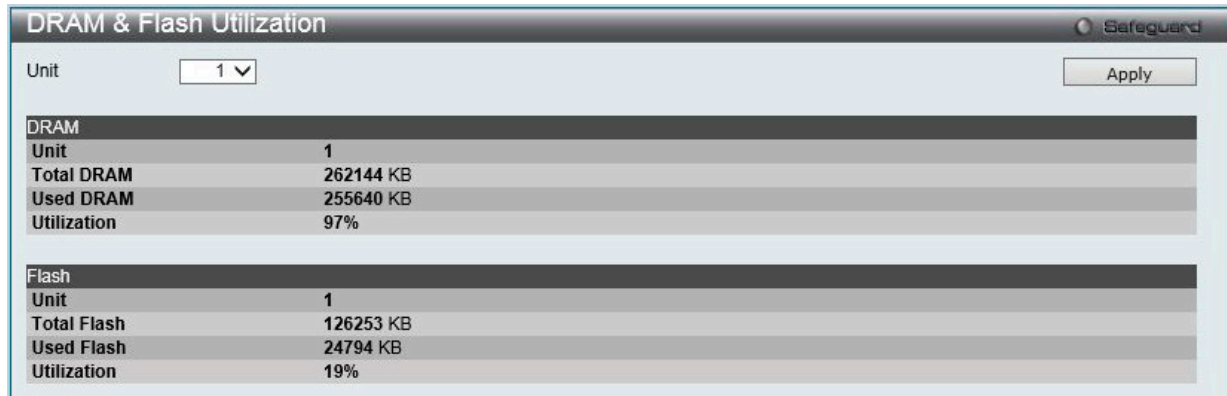 DRAM & Flash Utilization
Safeguard
Unit 1 Apply
DRAM
Unit 1
Total DRAM 262144 KB
Used DRAM 255640 KB
Utilization 97%
Flash
Unit 1
Total Flash 126253 KB
Used Flash 24794 KB
Utilization 19%